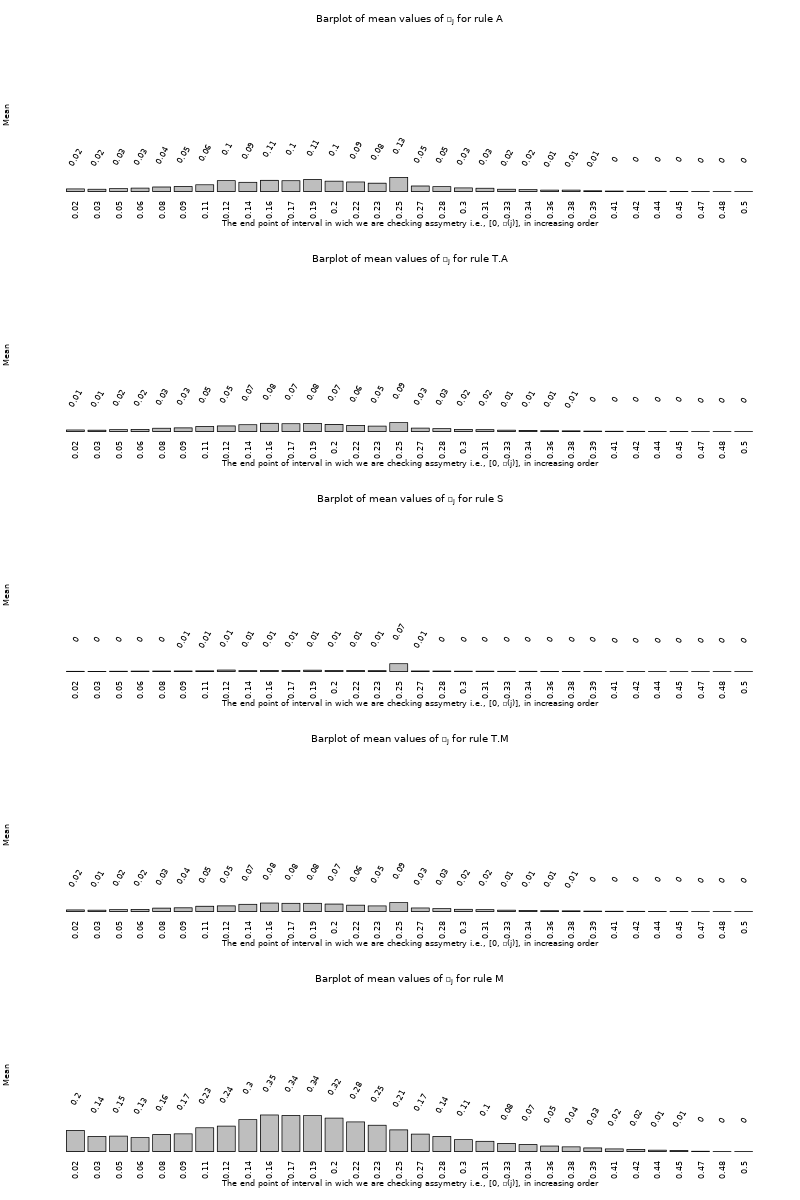 Barplot of mean values of □j for rule A
Mean
0.02 0.02 0.03 0.03 0.04 0.05 0.06 0.1 0.09 0.11 0.1 0.11 0.1 0.09 0.08 0.13 0.05 0.05 0.03 0.03 0.02 0.02 0.01 0.01 0.01 0 0 0 0 0 0 0
0.02 0.03 0.05 0.06 0.08 0.09 0.11 0.12 0.14 0.16 0.17 0.19 0.2 0.22 0.23 0.25 0.27 0.28 0.3 0.31 0.33 0.34 0.36 0.38 0.39 0.41 0.42 0.44 0.45 0.47 0.48 0.5
The end point of interval in wich we are checking assymetry i.e., [0, □(j)], in increasing order
Barplot of mean values of □j for rule T.A
Mean
0.01 0.01 0.02 0.02 0.03 0.03 0.05 0.05 0.07 0.08 0.07 0.08 0.07 0.06 0.05 0.09 0.03 0.03 0.02 0.02 0.01 0.01 0.01 0.01 0 0 0 0 0 0 0 0
0.02 0.03 0.05 0.06 0.08 0.09 0.11 0.12 0.14 0.16 0.17 0.19 0.2 0.22 0.23 0.25 0.27 0.28 0.3 0.31 0.33 0.34 0.36 0.38 0.39 0.41 0.42 0.44 0.45 0.47 0.48 0.5
The end point of interval in wich we are checking assymetry i.e., [0, □(j)], in increasing order
Barplot of mean values of □j for rule S
Mean
0 0 0 0 0 0.01 0.01 0.01 0.01 0.01 0.01 0.01 0.01 0.01 0.01 0.07 0.01 0 0 0 0 0 0 0 0 0 0 0 0 0 0 0
0.02 0.03 0.05 0.06 0.08 0.09 0.11 0.12 0.14 0.16 0.17 0.19 0.2 0.22 0.23 0.25 0.27 0.28 0.3 0.31 0.33 0.34 0.36 0.38 0.39 0.41 0.42 0.44 0.45 0.47 0.48 0.5
The end point of interval in wich we are checking assymetry i.e., [0, □(j)], in increasing order
Barplot of mean values of □j for rule T.M
Mean
0.02 0.01 0.02 0.02 0.03 0.04 0.05 0.05 0.07 0.08 0.08 0.08 0.07 0.06 0.05 0.09 0.03 0.03 0.02 0.02 0.01 0.01 0.01 0.01 0 0 0 0 0 0 0 0
0.02 0.03 0.05 0.06 0.08 0.09 0.11 0.12 0.14 0.16 0.17 0.19 0.2 0.22 0.23 0.25 0.27 0.28 0.3 0.31 0.33 0.34 0.36 0.38 0.39 0.41 0.42 0.44 0.45 0.47 0.48 0.5
The end point of interval in wich we are checking assymetry i.e., [0, □(j)], in increasing order
Barplot of mean values of □j for rule M
Mean
0.2 0.14 0.15 0.13 0.16 0.17 0.23 0.24 0.3 0.35 0.34 0.34 0.32 0.28 0.25 0.21 0.17 0.14 0.11 0.1 0.08 0.07 0.05 0.04 0.03 0.02 0.02 0.01 0.01 0 0 0
0.02 0.03 0.05 0.06 0.08 0.09 0.11 0.12 0.14 0.16 0.17 0.19 0.2 0.22 0.23 0.25 0.27 0.28 0.3 0.31 0.33 0.34 0.36 0.38 0.39 0.41 0.42 0.44 0.45 0.47 0.48 0.5
The end point of interval in wich we are checking assymetry i.e., [0, □(j)], in increasing order